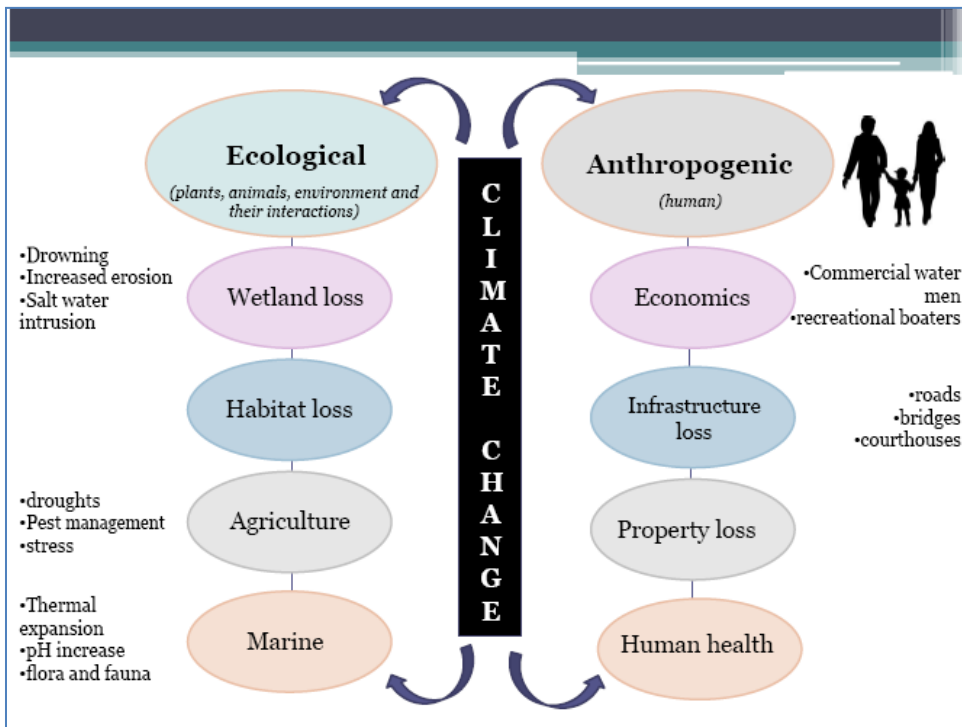 Ecological
(plants, animals, environment and
their interactions)
•Drowning
•Increased erosion
•Salt water
intrusion
Wetland loss
Habitat loss
•droughts
•Pest management
•stress
Agriculture
•Thermal
expansion
•pH increase
•flora and fauna
Marine
CLIMATE CHANGE
Anthropogenic
(human)
Economics
•Commercial water
men
•recreational boaters
Infrastructure
loss
•roads
•bridges
•courthouses
Property loss
Human health